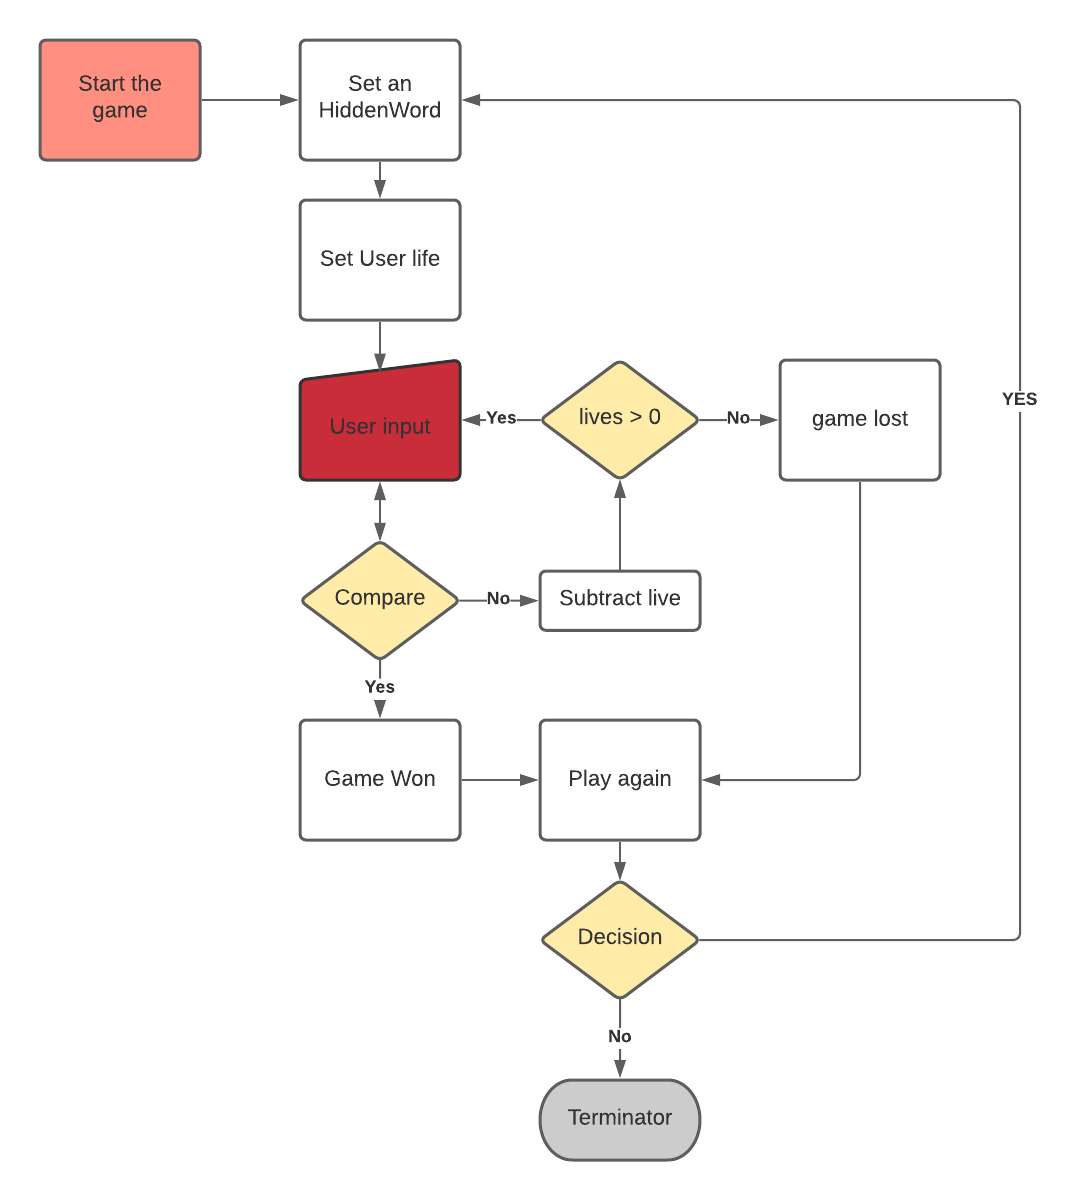 Start the
game
Set an
HiddenWord
Set User life
User input
Yes
lives > 0
No
game lost
YES
Compare
No
Subtract live
Yes
Game Won
Play again
Decision
No
Terminator